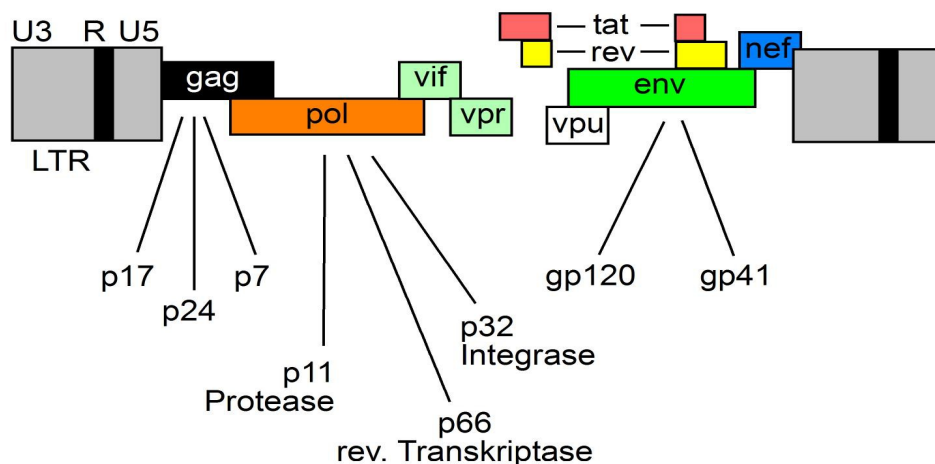 U3 R U5
LTR
gag
pol
vif
vpr
tat
rev
nef
env
vpu
p17
p24
p7
p11
Protease
p66
rev. Transkriptase
p32
Integrase
gp120
gp41